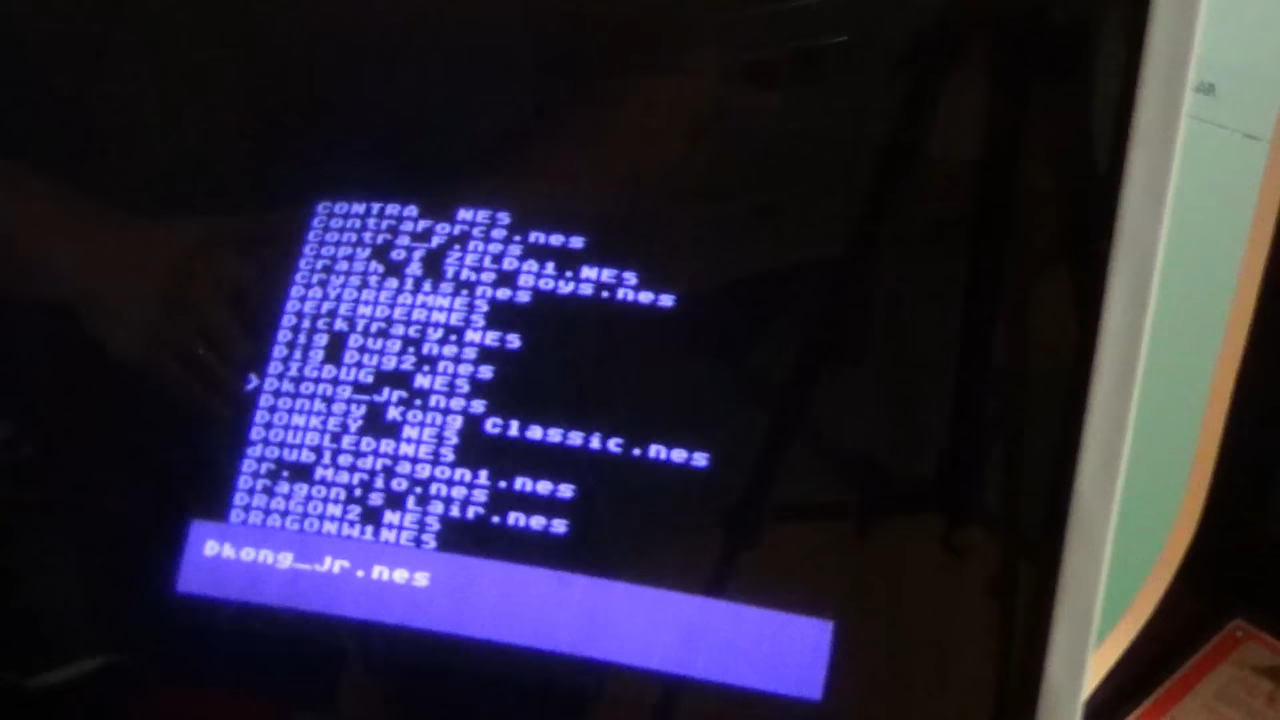 CONTRA  NES
ContraForce.nes
Contra_F.nes
Copy of ZELDA1.NES
Crash & The Boys.nes
Crystalis.nes
DAYDREAMNES
DEFENDERNES
DickTracy.NES
Dig Dug.nes
Dig Dug2.nes
DIGDUG  NES
>Dkong_Jr.nes
Donkey Kong Classic.nes
DONKEY  NES
DOUBLEDRNES
doubledragon1.nes
Dr. Mario.nes
Dragon's Lair.nes
DRAGON2 NES
DRAGONW1NES
Dkong_Jr.nes